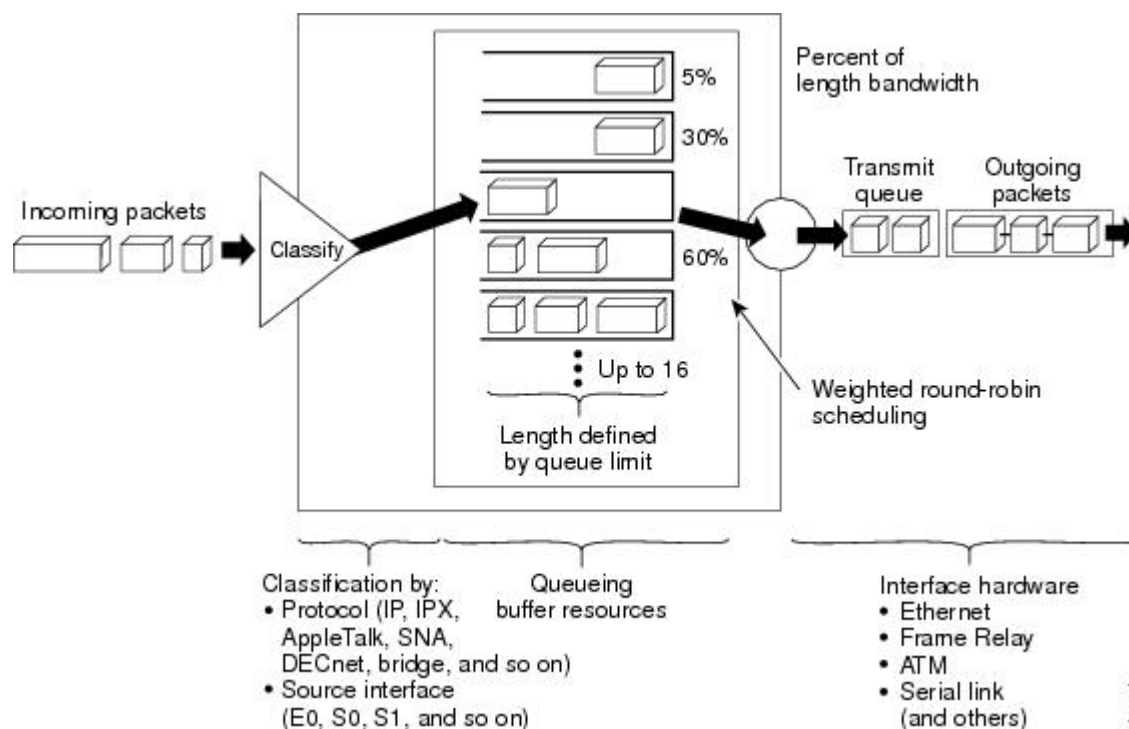 Percent of
length bandwidth
5%
30%
60%
Up to 16
Length defined
by queue limit
Incoming packets
Classify
Transmit
queue
Outgoing
packets
Weighted round-robin
scheduling
Classification by:
• Protocol (IP, IPX,
AppleTalk, SNA,
DECnet, bridge, and so on)
• Source interface
(E0, S0, S1, and so on)
Queueing
buffer resources
Interface hardware
• Ethernet
• Frame Relay
• ATM
• Serial link
(and others)